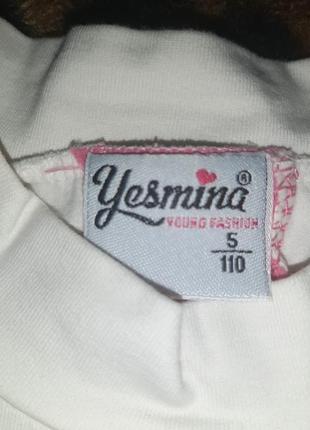 Yesmina ®
YOUNG FASHION
5
110